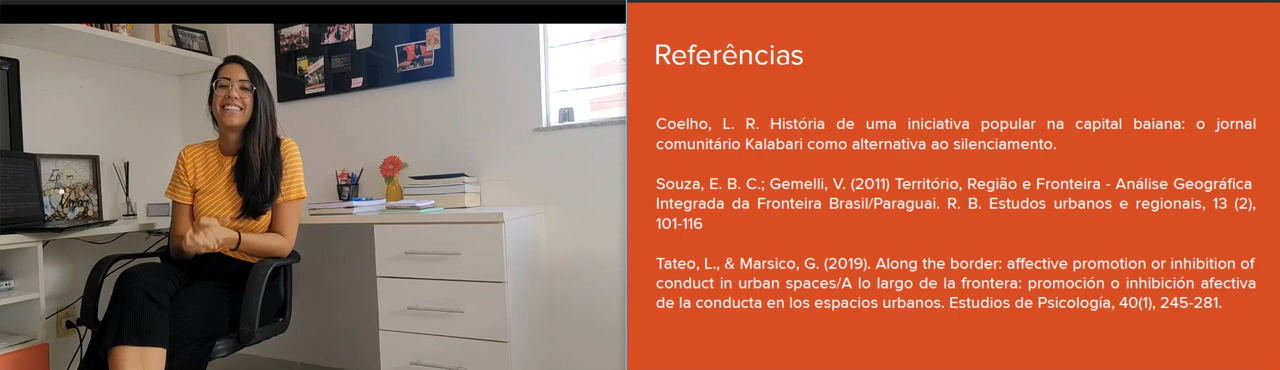 Referências
Coelho, L. R. História de uma iniciativa popular na capital baiana: o jornal
comunitário Kalabari como alternativa ao silenciamento.
Souza, E. B. C.; Gemelli, V. (2011) Território, Região e Fronteira - Análise Geográfica
Integrada da Fronteira Brasil/Paraguai. R. B. Estudos urbanos e regionais, 13 (2),
101-116
Tateo, L., & Marsico, G. (2019). Along the border: affective promotion or inhibition of
conduct in urban spaces/A lo largo de la frontera: promoción o inhibición afectiva
de la conducta en los espacios urbanos. Estudios de Psicología, 40(1), 245-281.